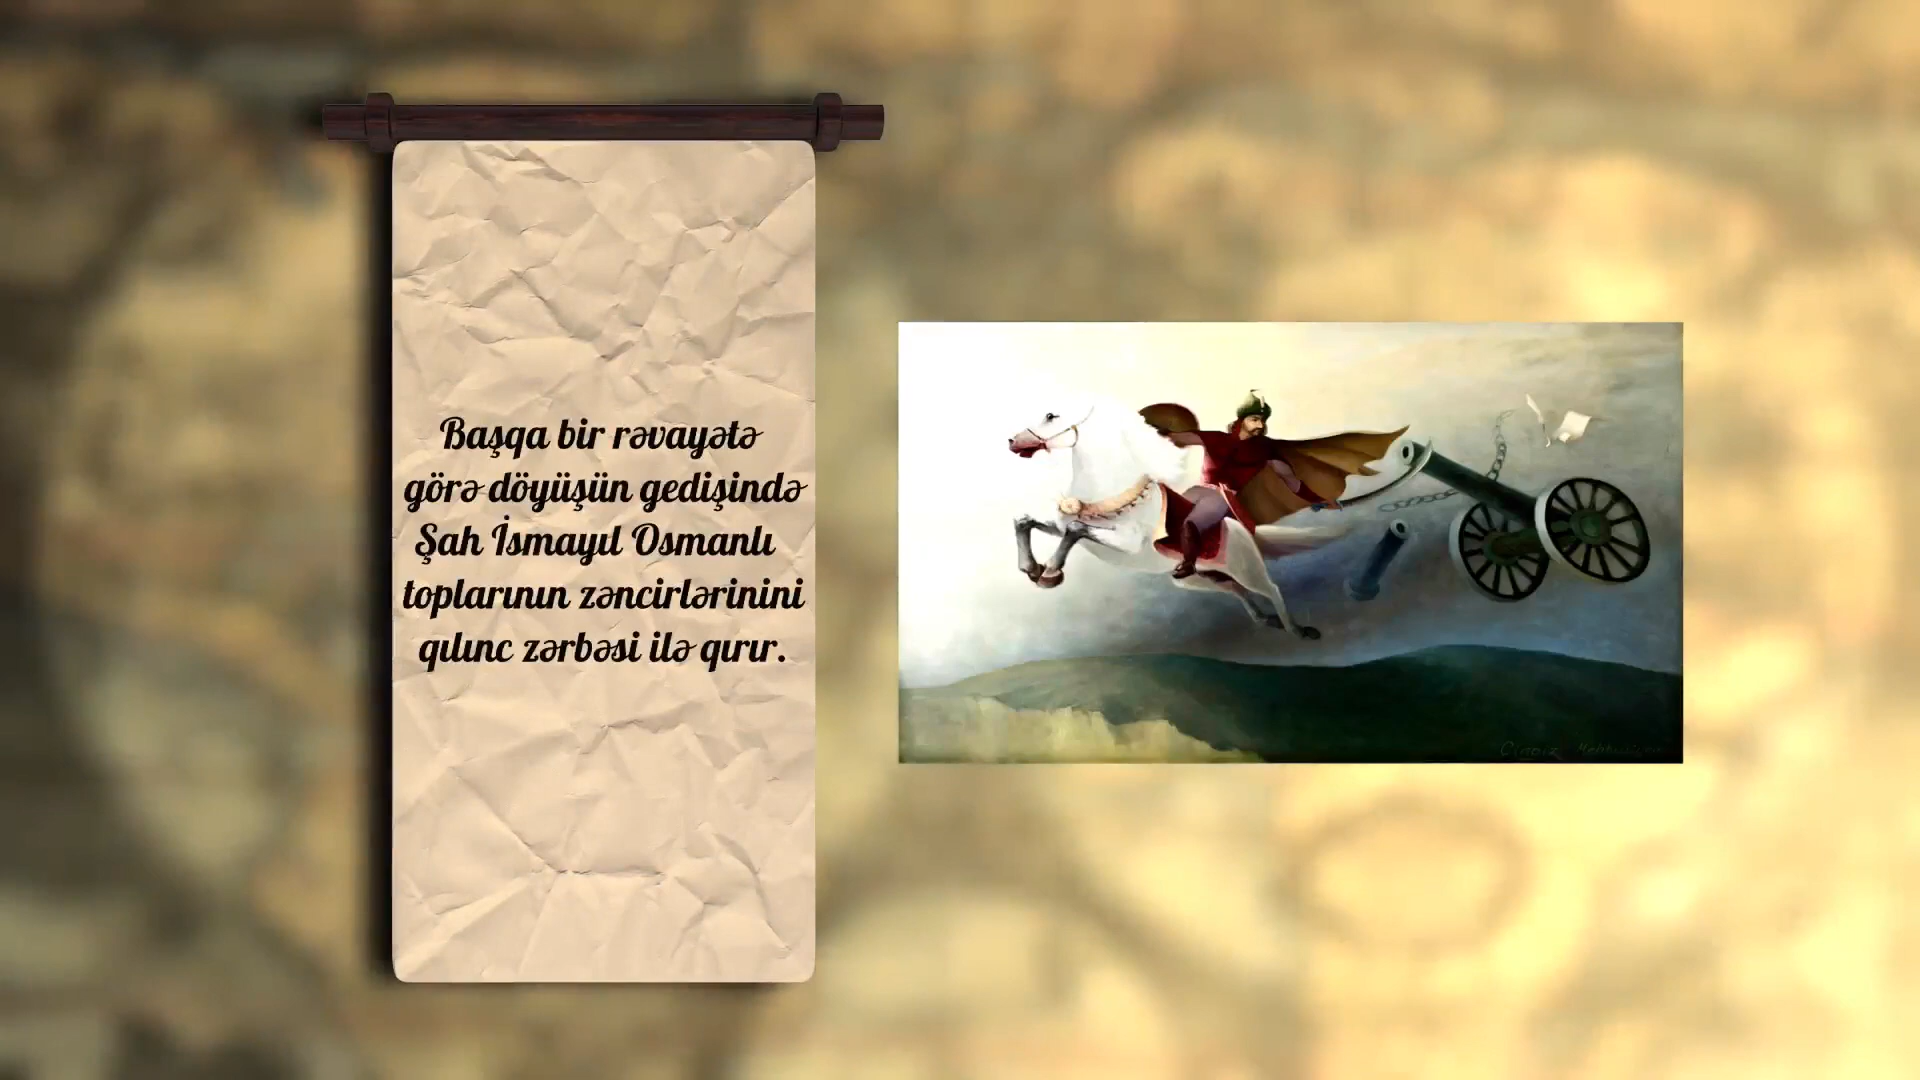 Başqa bir rəvayətə
görə döyüşün gedişində
Şah İsmayıl Osmanlı
toplarının zəncirlərinini
qılınc zərbəsi ilə qırır.